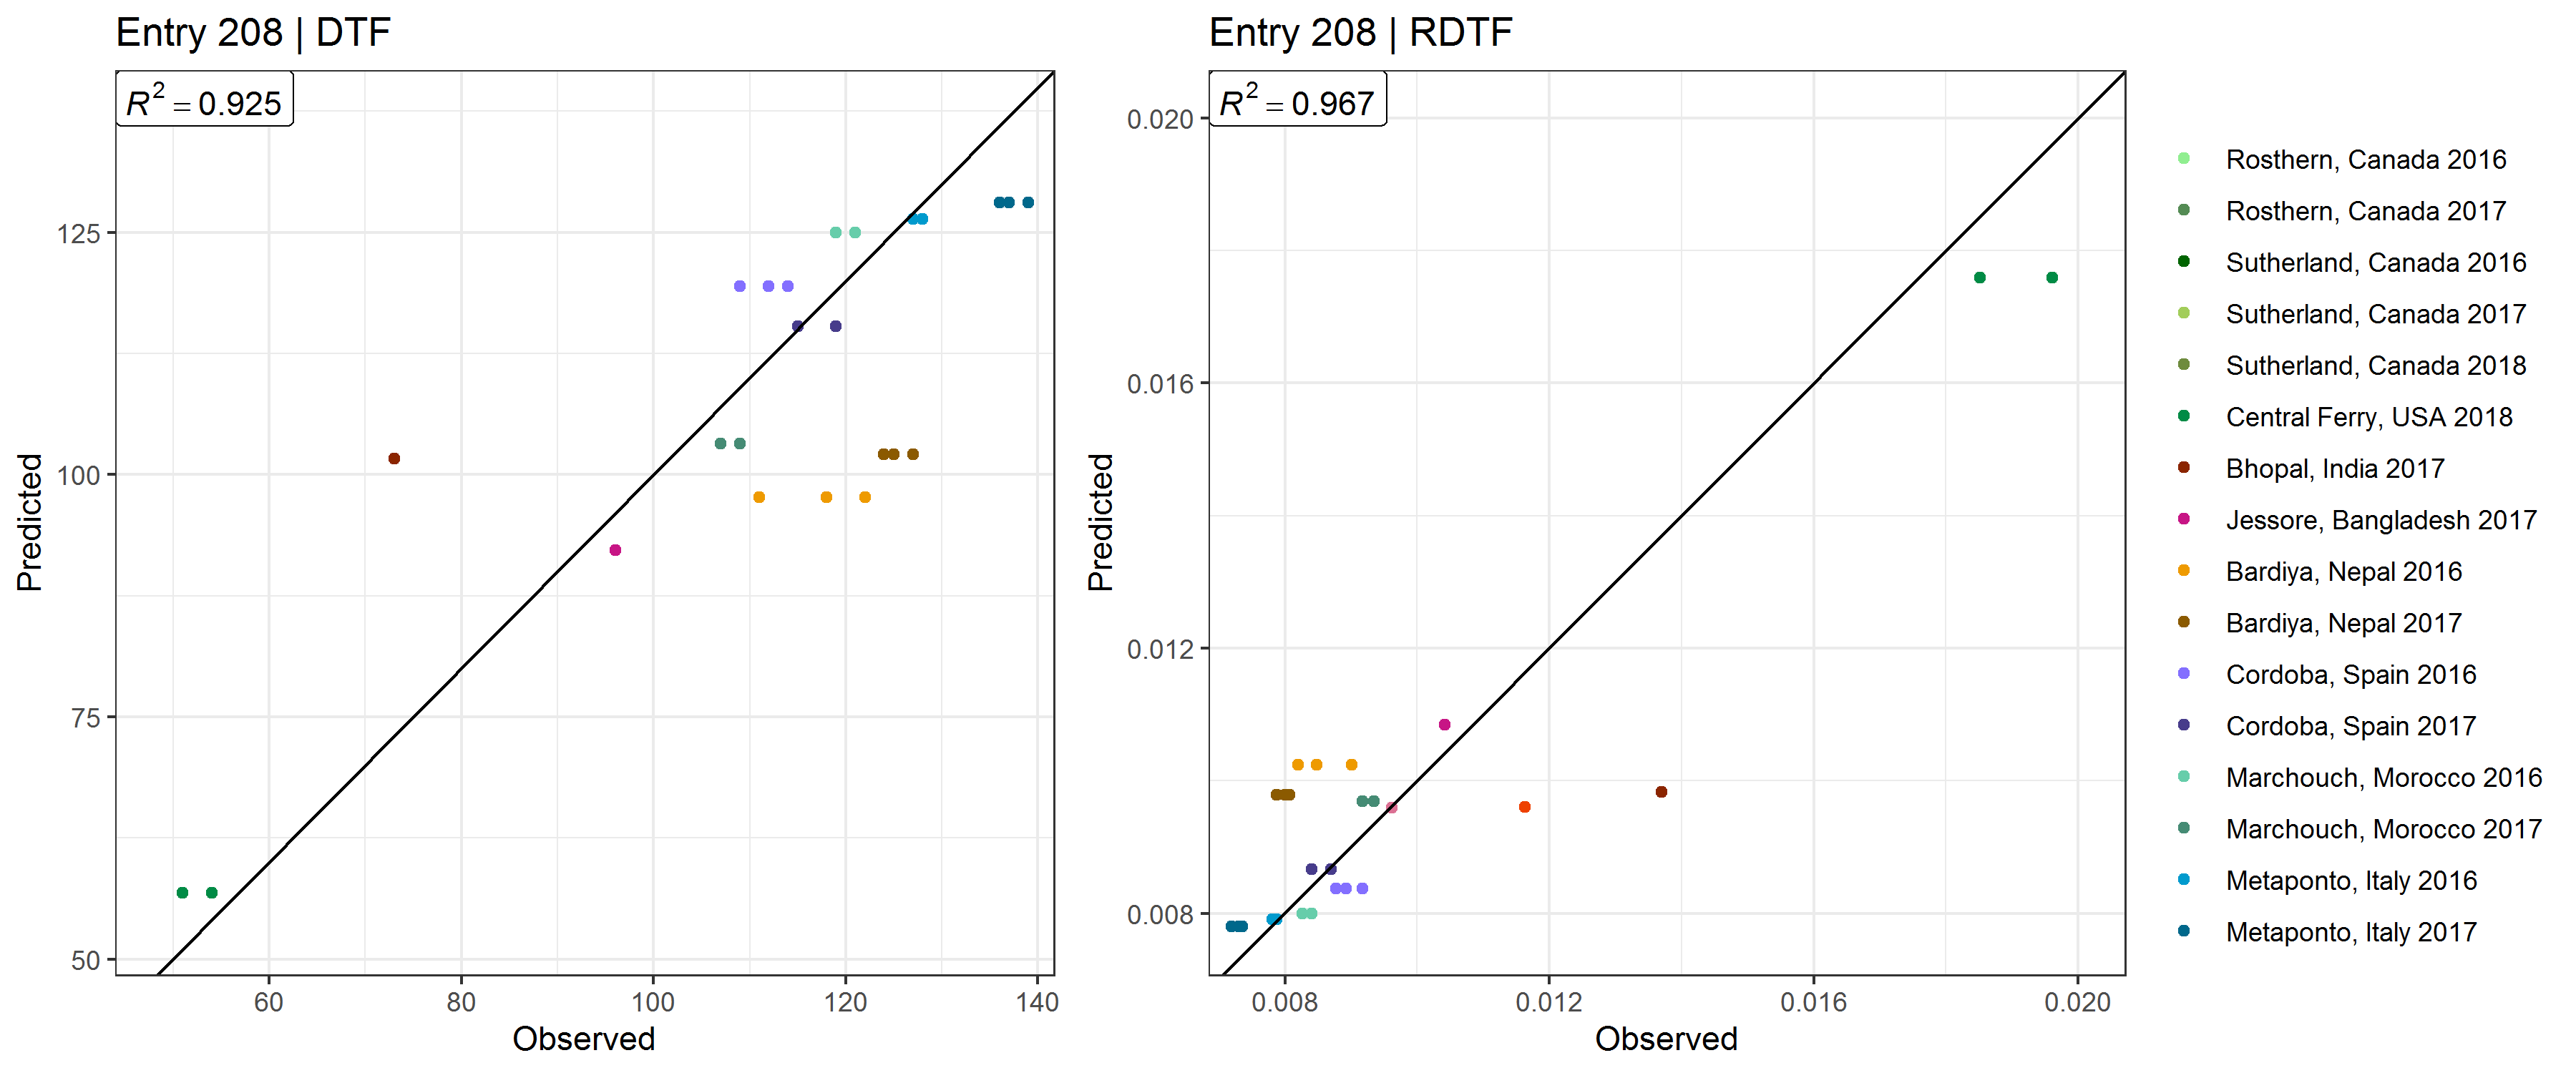 Entry 208 | DTF
R² = 0.925
125
100
75
50
60 80 100 120 140
Observed
Predicted
Entry 208 | RDTF
R² = 0.967
0.020
0.016
0.012
0.008
0.008 0.012 0.016 0.020
Observed
Predicted
Rosthern, Canada 2016
Rosthern, Canada 2017
Sutherland, Canada 2016
Sutherland, Canada 2017
Sutherland, Canada 2018
Central Ferry, USA 2018
Bhopal, India 2017
Jessore, Bangladesh 2017
Bardiya, Nepal 2016
Bardiya, Nepal 2017
Cordoba, Spain 2016
Cordoba, Spain 2017
Marchouch, Morocco 2016
Marchouch, Morocco 2017
Metaponto, Italy 2016
Metaponto, Italy 2017